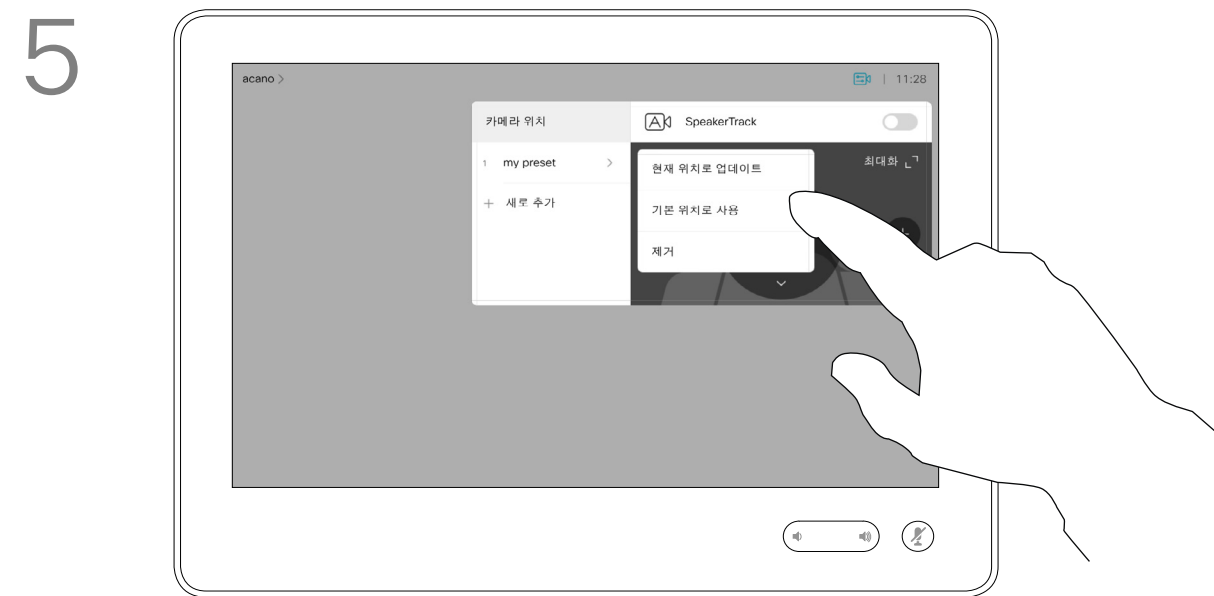 5
acano >
| 11:28
카메라 위치
SpeakerTrack
1 my preset >
현재 위치로 업데이트
최대화
+ 새로 추가
기본 위치로 사용
제거